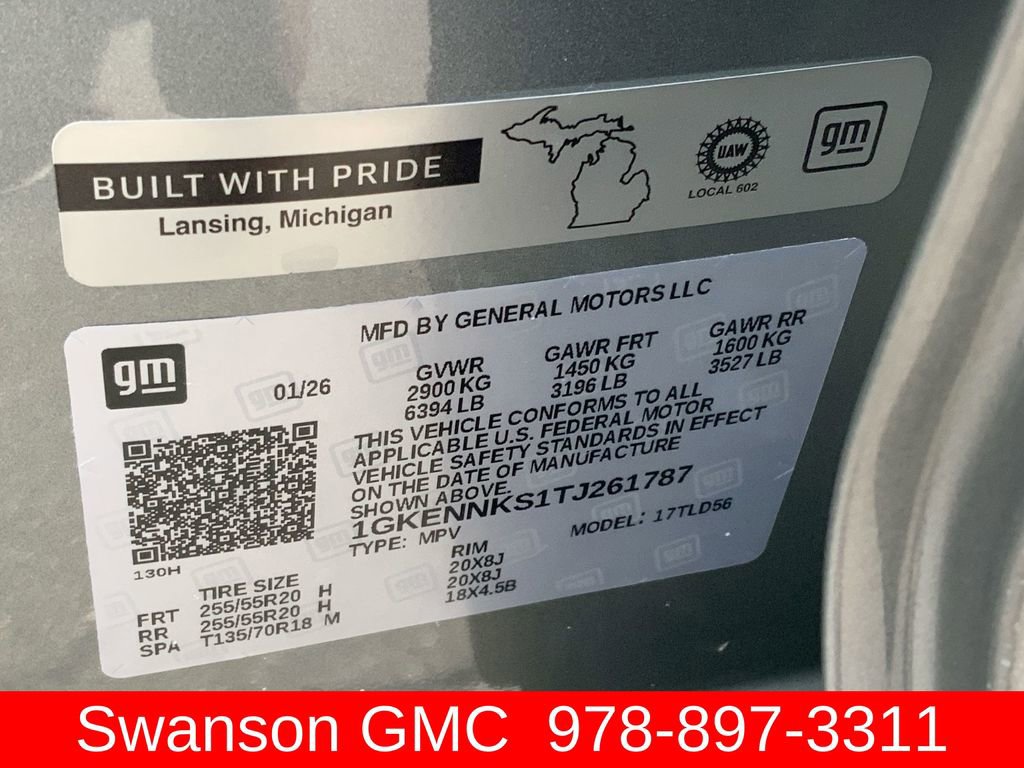 BUILT WITH PRIDE
Lansing, Michigan
UAW
LOCAL 602
gm
MFD BY GENERAL MOTORS LLC
gm
01/26
GVWR
2900 KG
6394 LB
GAWR FRT
1450 KG
3196 LB
GAWR RR
1600 KG
3527 LB
THIS VEHICLE CONFORMS TO ALL
APPLICABLE U.S. FEDERAL MOTOR
VEHICLE SAFETY STANDARDS IN EFFECT
ON THE DATE OF MANUFACTURE
SHOWN ABOVE
1GKENNKS1TJ261787
TYPE: MPV
MODEL: 17TLD56
130H
TIRE SIZE RIM
FRT 255/55R20 H 20X8J
RR 255/55R20 H 20X8J
SPA T135/70R18 M 18X4.5B
Swanson GMC 978-897-3311